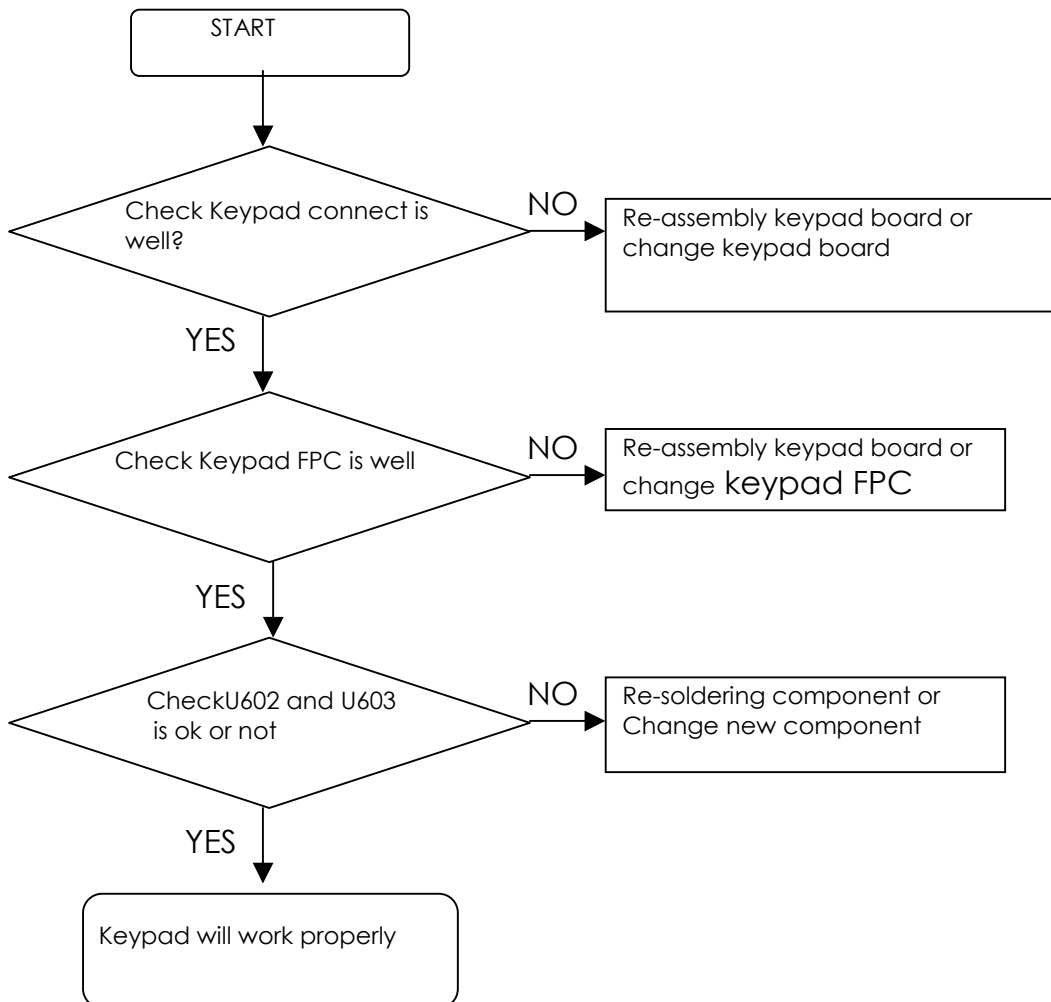 START
Check Keypad connect is
well?
NO
Re-assembly keypad board or
change keypad board
YES
Check Keypad FPC is well
NO
Re-assembly keypad board or
change keypad FPC
YES
CheckU602 and U603
is ok or not
NO
Re-soldering component or
Change new component
YES
Keypad will work properly